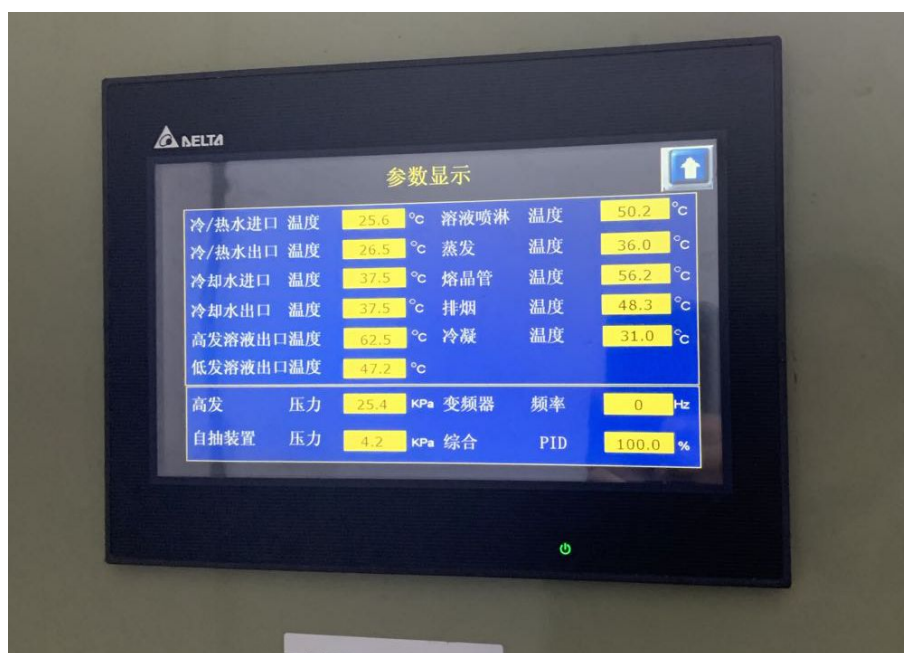 DELTA
参数显示
冷/热水进口 温度 25.6 °C 溶液喷淋 温度 50.2 °C
冷/热水出口 温度 26.5 °C 蒸发 温度 36.0 °C
冷却水进口 温度 37.5 °C 熔晶管 温度 56.2 °C
冷却水出口 温度 37.5 °C 排烟 温度 48.3 °C
高发溶液出口温度 62.5 °C 冷凝 温度 31.0 °C
低发溶液出口温度 47.2 °C
高发 压力 25.4 KPa 变频器 频率 0 Hz
自抽装置 压力 4.2 KPa 综合 PID 100.0 %